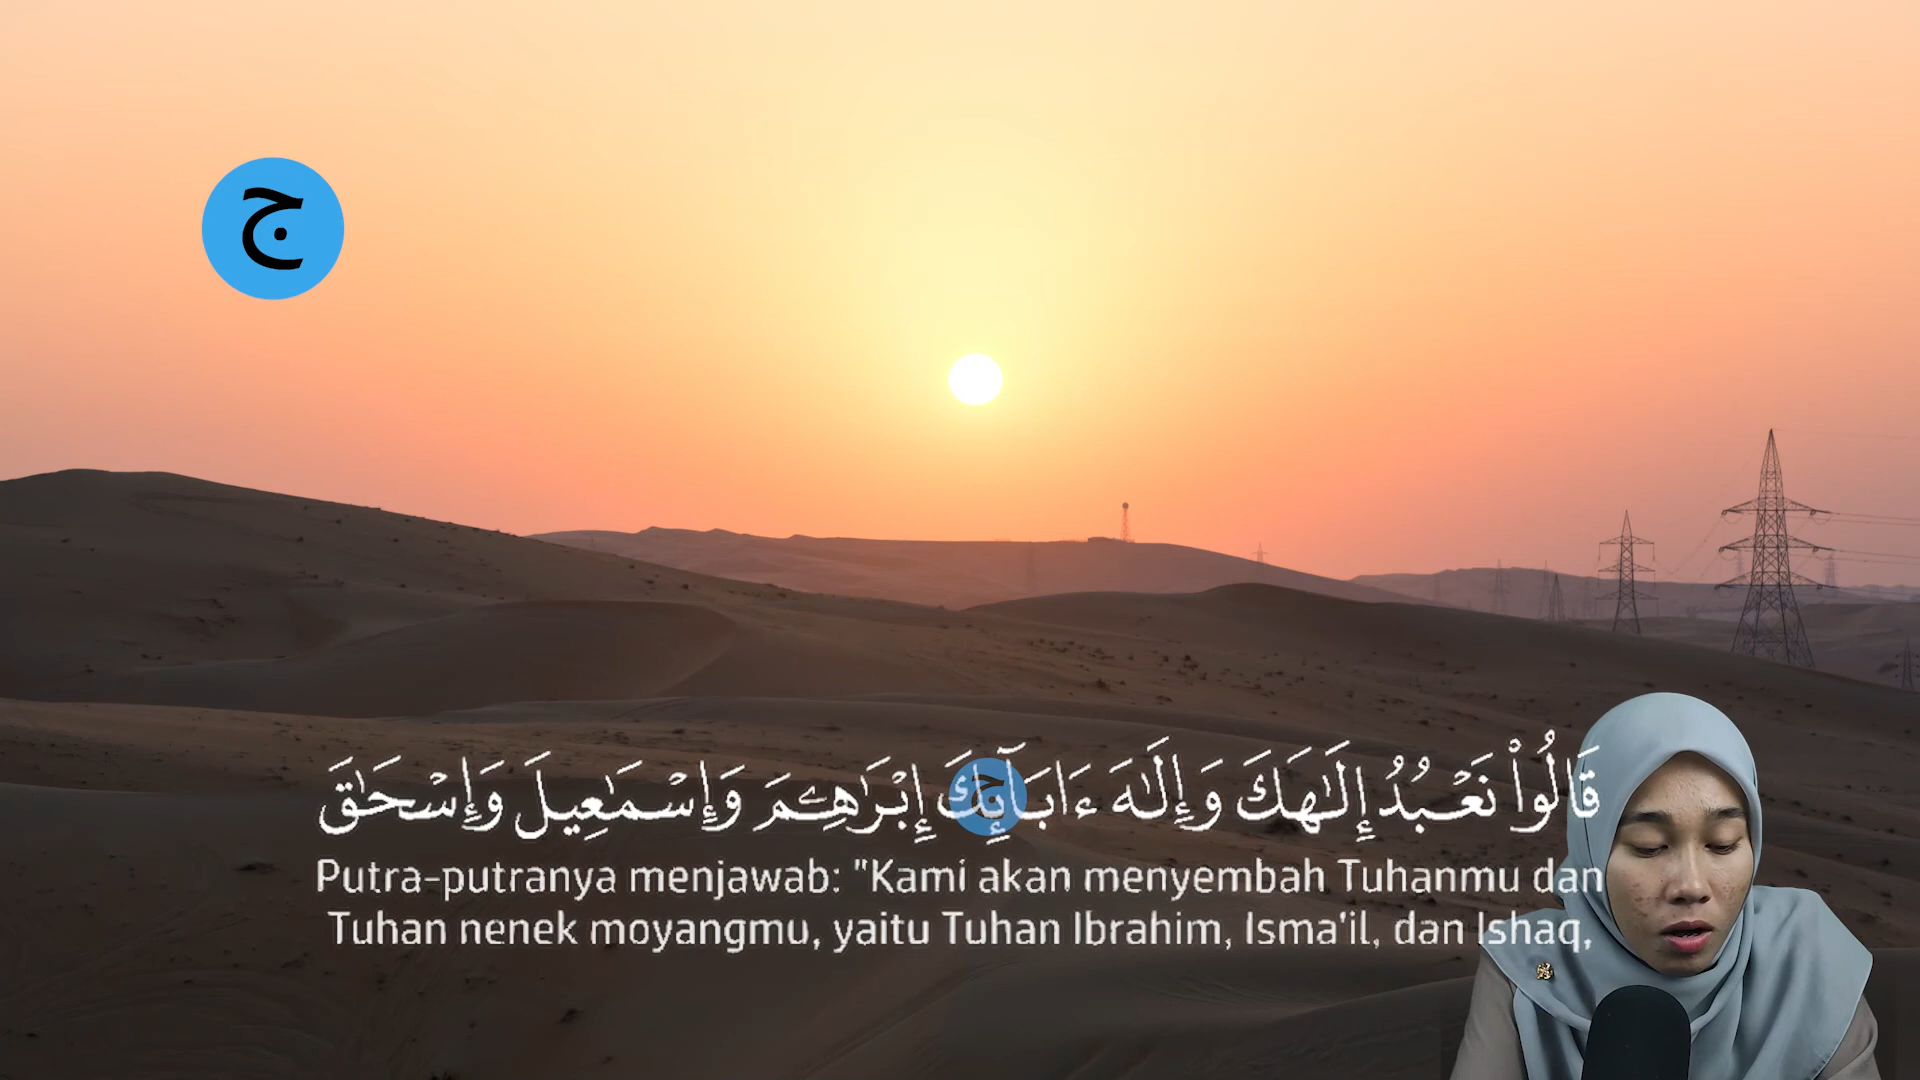 ج
قَالُوا۟ نَعْبُدُ إِلَـٰهَكَ وَإِلَـٰهَ ءَابَآئِكَ إِبْرَٰهِـۧمَ وَإِسْمَـٰعِيلَ وَإِسْحَـٰقَ
ج
Putra-putranya menjawab: "Kami akan menyembah Tuhanmu dan
Tuhan nenek moyangmu, yaitu Tuhan Ibrahim, Isma'il, dan Ishaq,